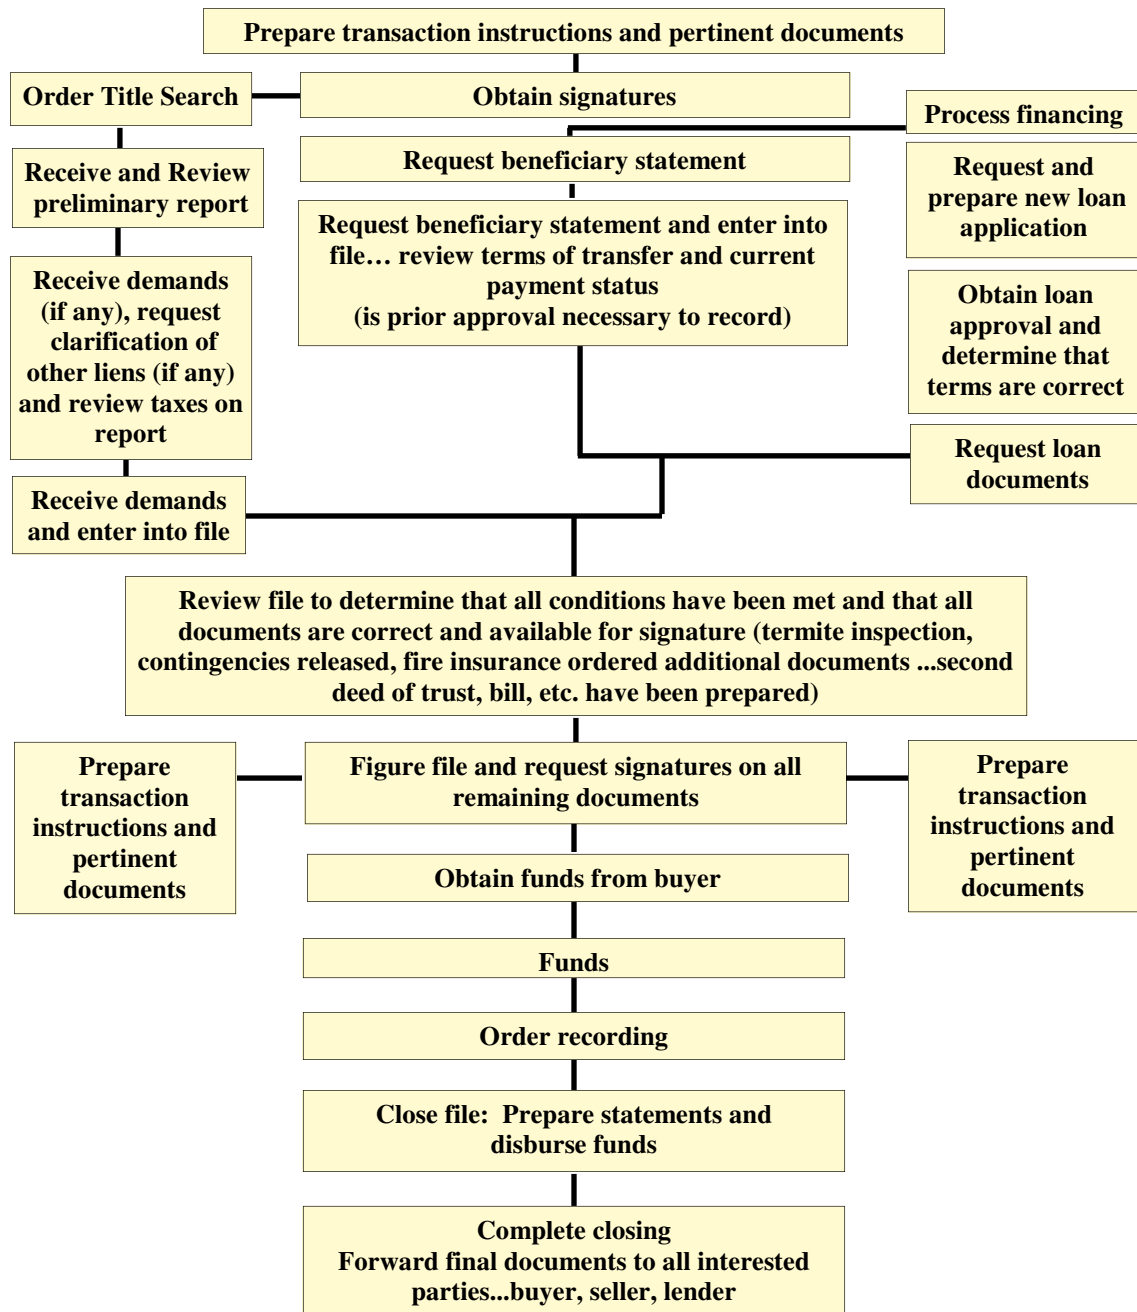 Prepare transaction instructions and pertinent documents
Order Title Search
Obtain signatures
Process financing
Receive and Review
preliminary report
Request beneficiary statement
Request and
prepare new loan
application
Request beneficiary statement and enter into
file… review terms of transfer and current
payment status
(is prior approval necessary to record)
Receive demands
(if any), request
clarification of
other liens (if any)
and review taxes on
report
Obtain loan
approval and
determine that
terms are correct
Request loan
documents
Receive demands
and enter into file
Review file to determine that all conditions have been met and that all
documents are correct and available for signature (termite inspection,
contingencies released, fire insurance ordered additional documents ...second
deed of trust, bill, etc. have been prepared)
Prepare
transaction
instructions and
pertinent
documents
Figure file and request signatures on all
remaining documents
Prepare
transaction
instructions and
pertinent
documents
Obtain funds from buyer
Funds
Order recording
Close file:  Prepare statements and
disburse funds
Complete closing
Forward final documents to all interested
parties...buyer, seller, lender